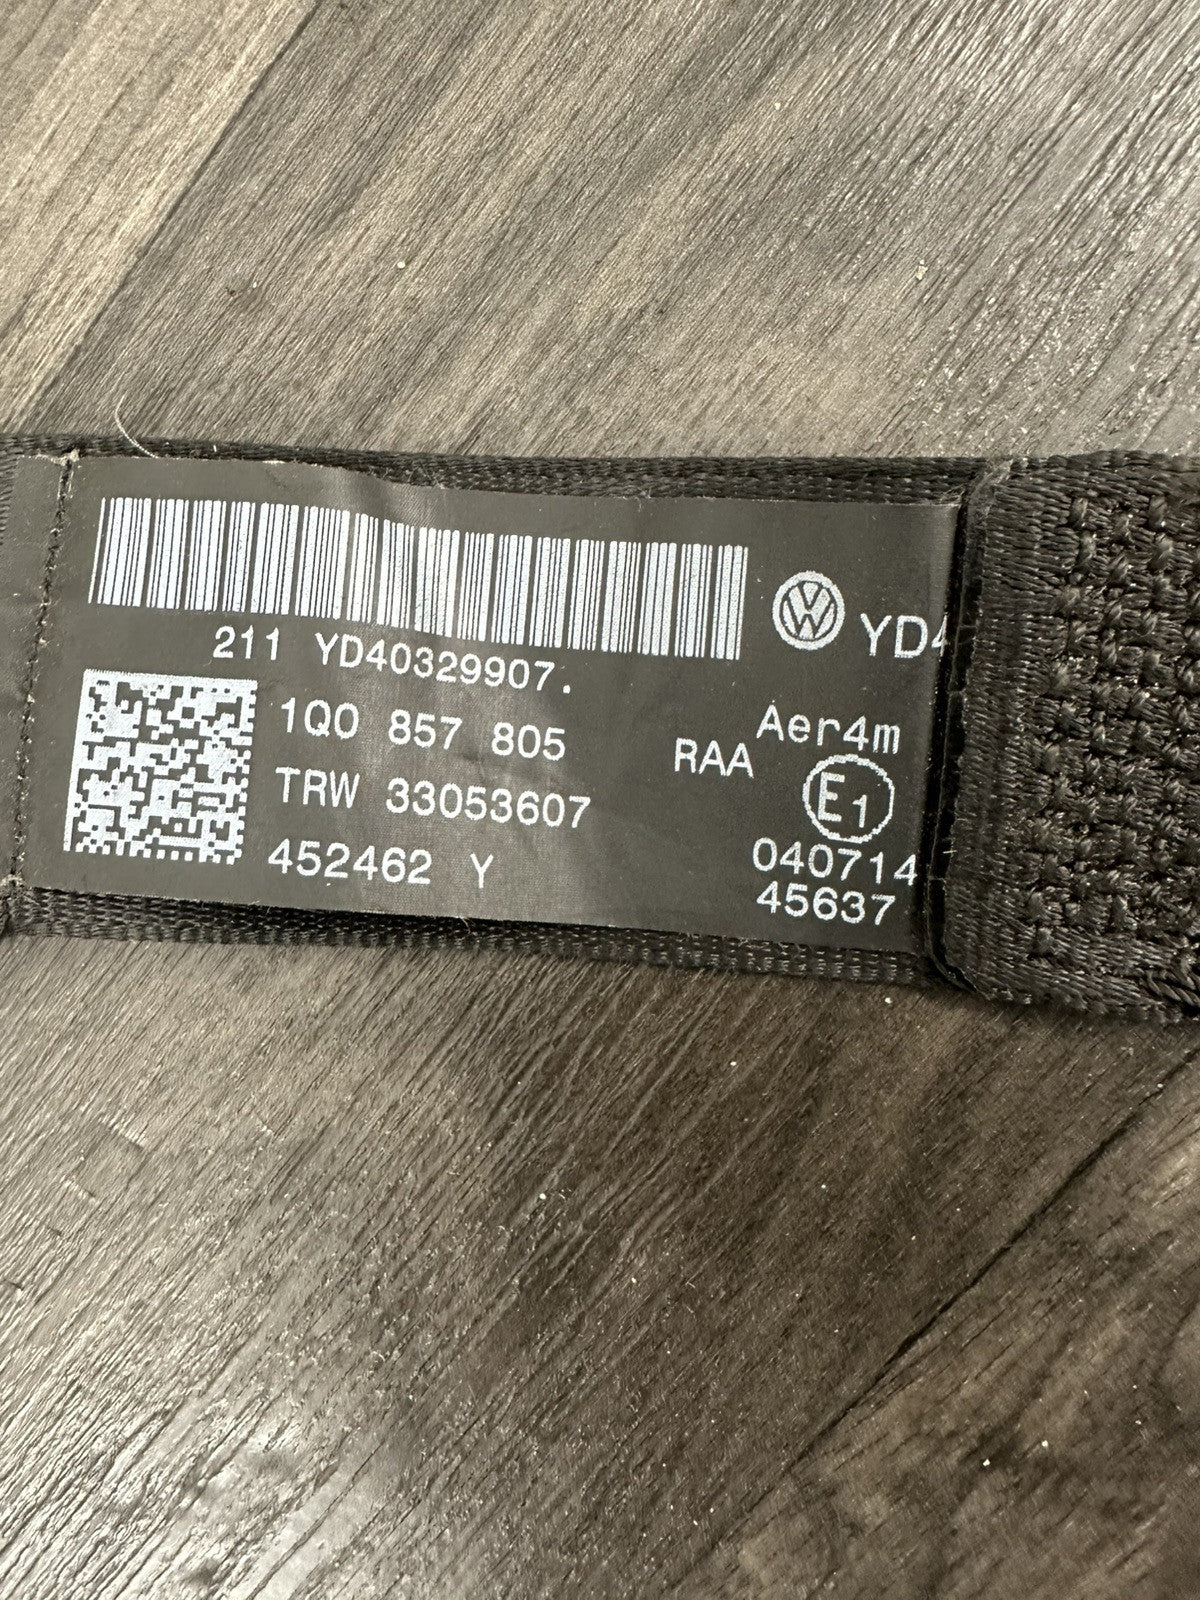 211 YD40329907.
YD4
1Q0 857 805
RAA
Aer4m
E1
TRW 33053607
452462 Y
040714
45637